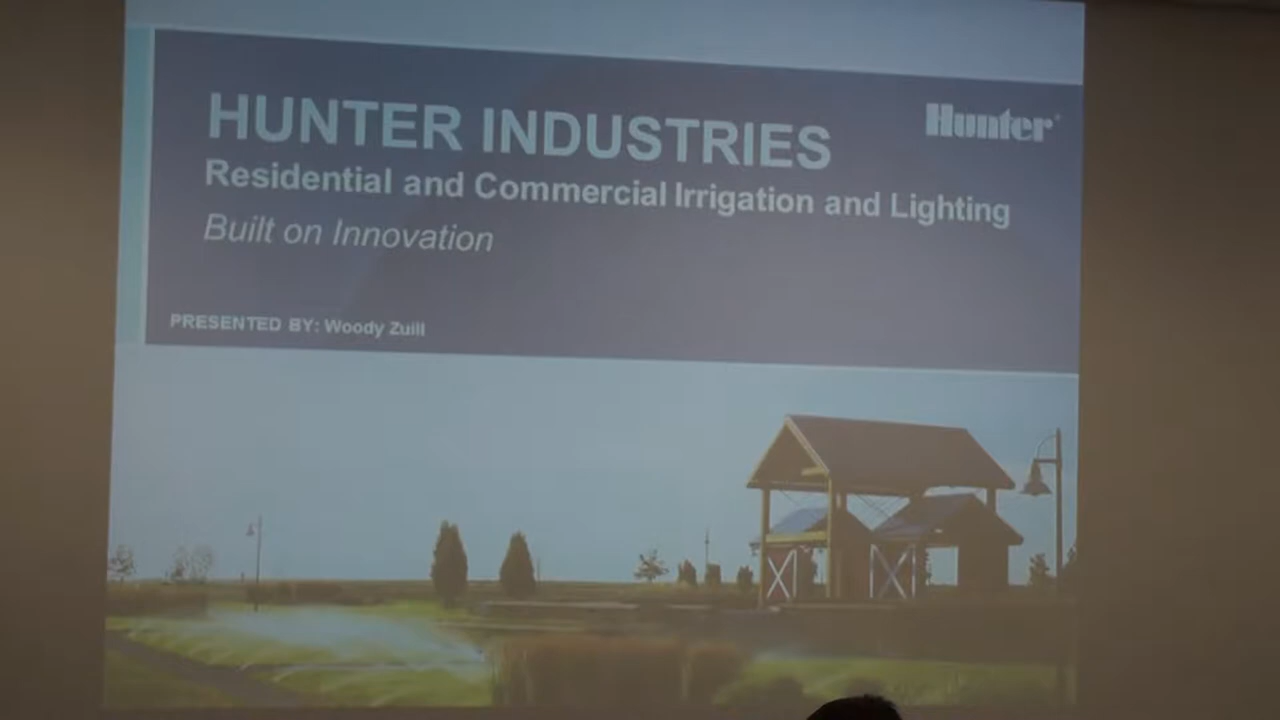 HUNTER INDUSTRIES
Hunter®
Residential and Commercial Irrigation and Lighting
Built on Innovation
PRESENTED BY: Woody Zuill